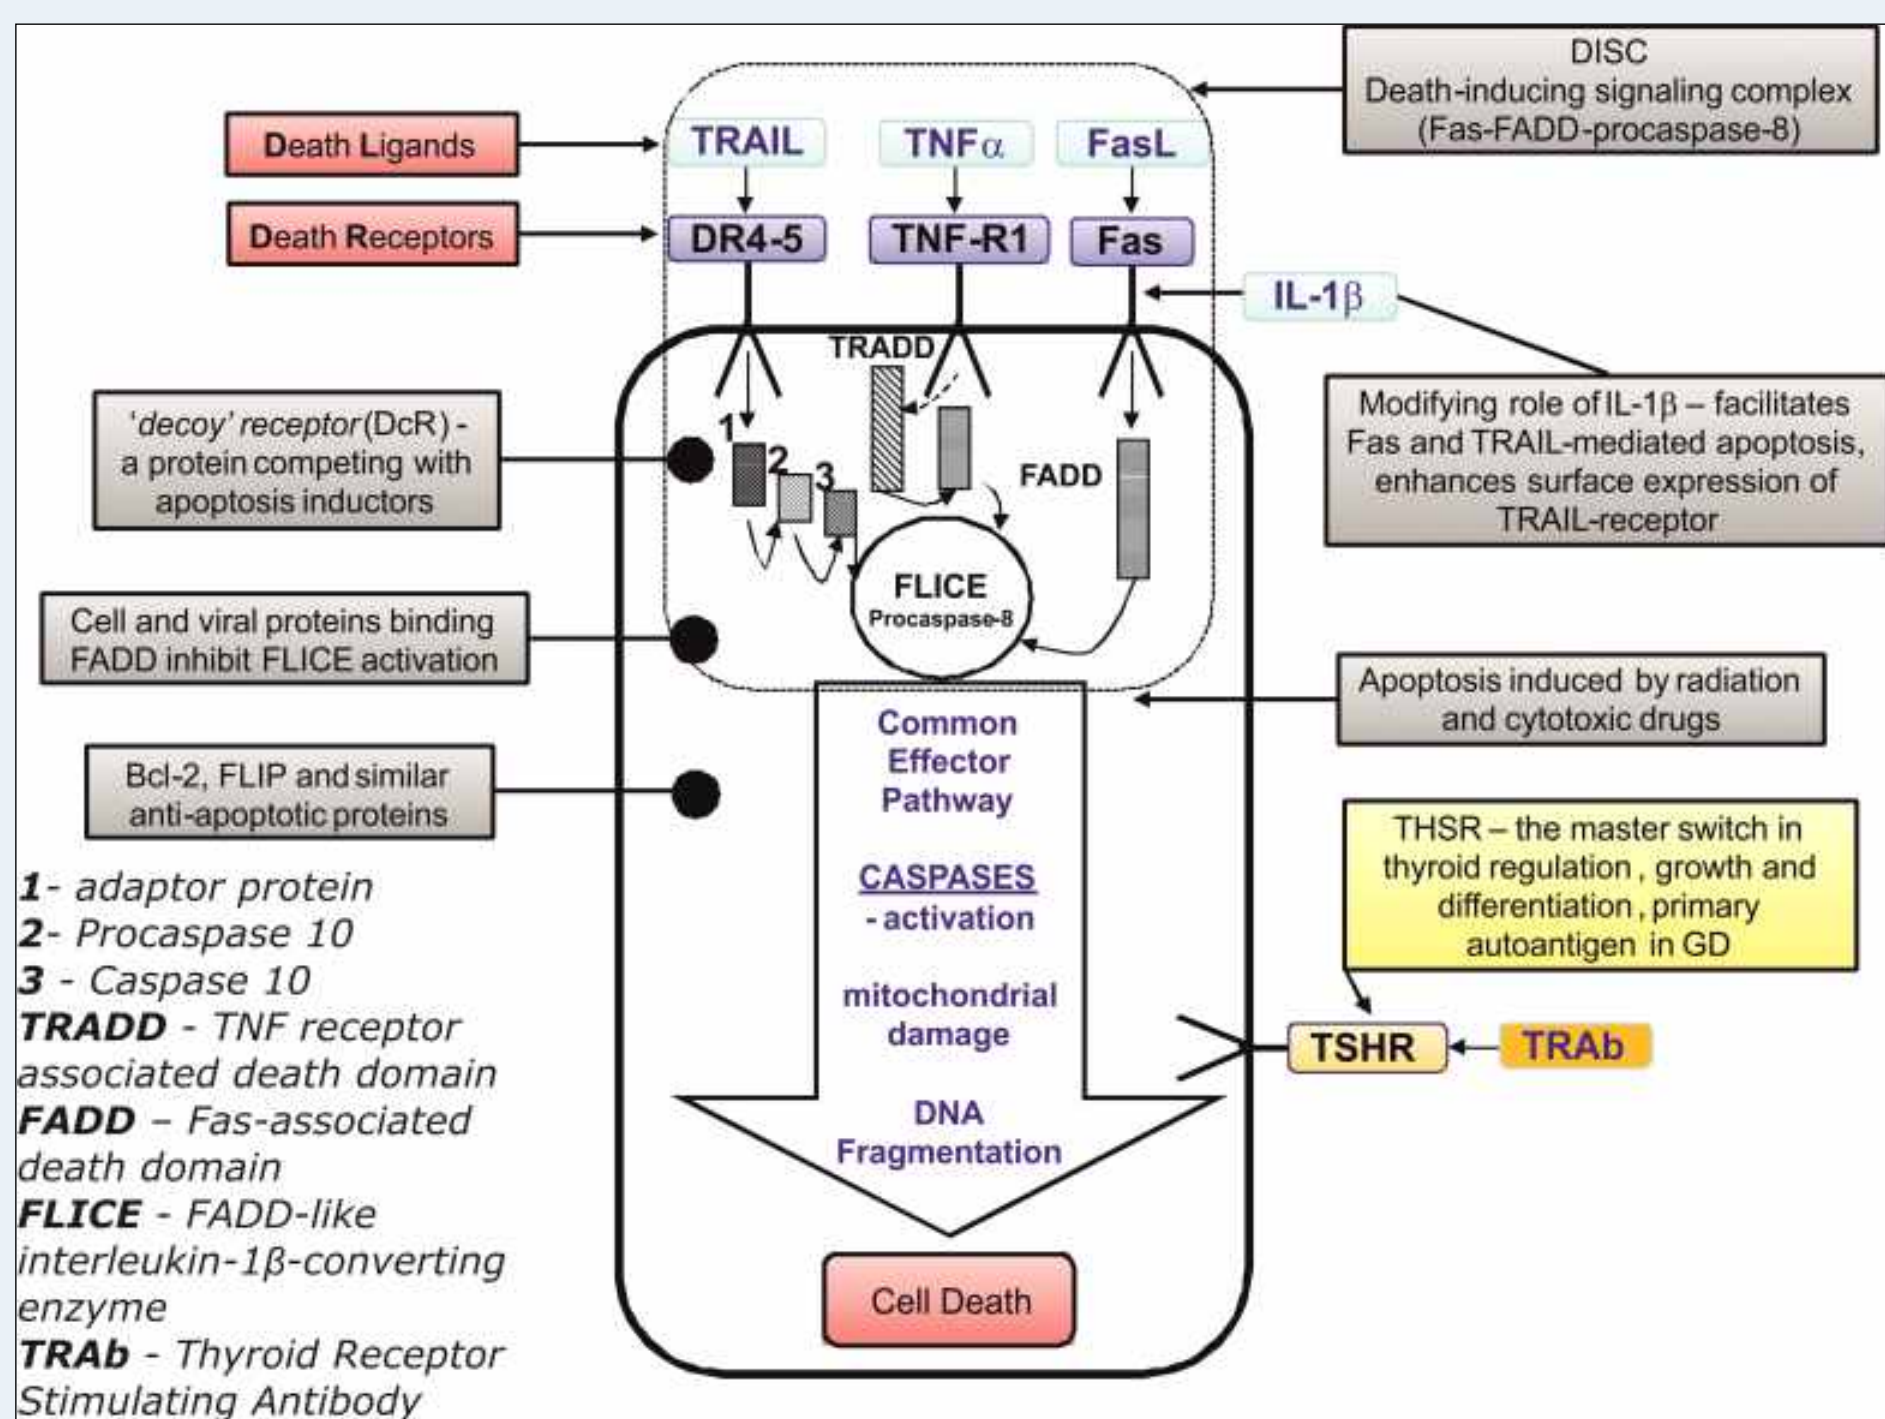 DISC
Death-inducing signaling complex
(Fas-FADD-procaspase-8)
Death Ligands
TRAIL
TNFα
FasL
Death Receptors
DR4-5
TNF-R1
Fas
IL-1β
TRADD
'decoy' receptor (DcR) -
a protein competing with
apoptosis inductors
1
2
3
FADD
Modifying role of IL-1β – facilitates
Fas and TRAIL-mediated apoptosis,
enhances surface expression of
TRAIL-receptor
FLICE
Procaspase-8
Cell and viral proteins binding
FADD inhibit FLICE activation
Apoptosis induced by radiation
and cytotoxic drugs
Bcl-2, FLIP and similar
anti-apoptotic proteins
Common
Effector
Pathway
CASPASES
- activation
mitochondrial
damage
DNA
Fragmentation
THSR – the master switch in
thyroid regulation, growth and
differentiation, primary
autoantigen in GD
TSHR
TRAb
Cell Death
1- adaptor protein
2- Procaspase 10
3 - Caspase 10
TRADD - TNF receptor
associated death domain
FADD – Fas-associated
death domain
FLICE - FADD-like
interleukin-1β-converting
enzyme
TRAb - Thyroid Receptor
Stimulating Antibody